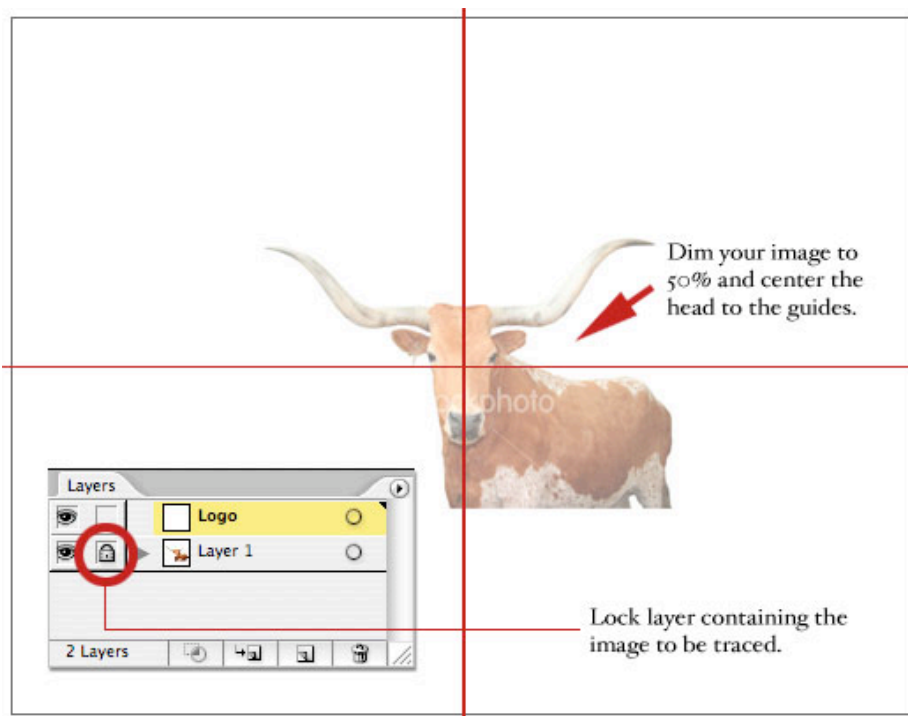 Dim your image to
50% and center the
head to the guides.
photo
Layers
Logo
Layer 1
2 Layers
Lock layer containing the
image to be traced.